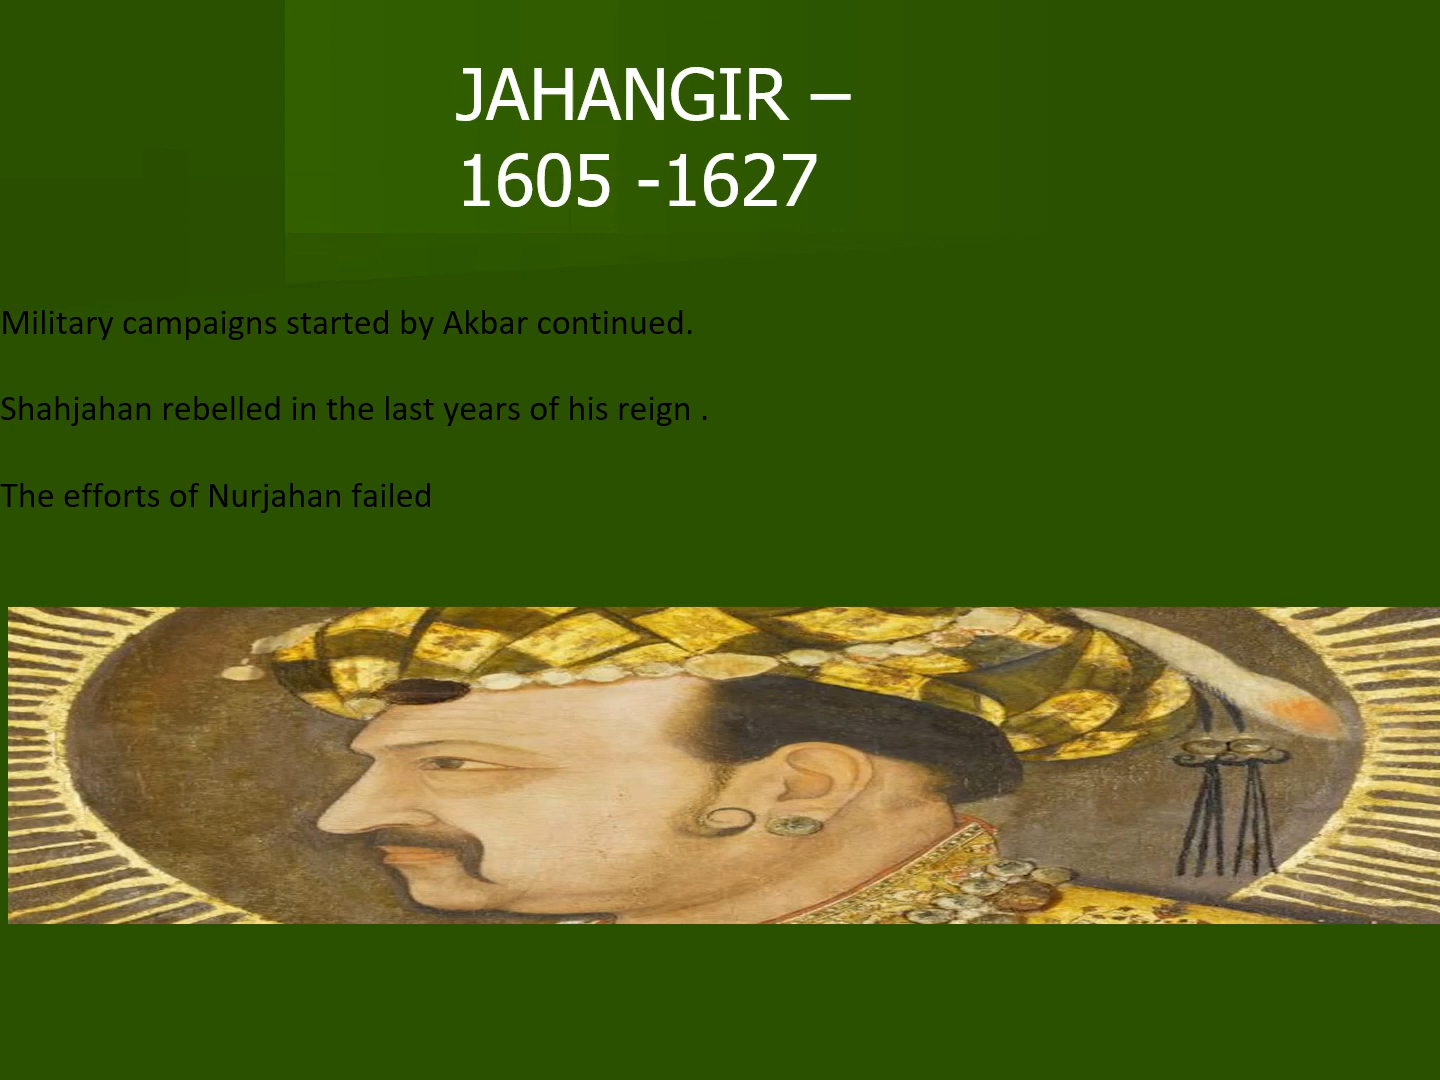 JAHANGIR –
1605 -1627
Military campaigns started by Akbar continued.
Shahjahan rebelled in the last years of his reign .
The efforts of Nurjahan failed